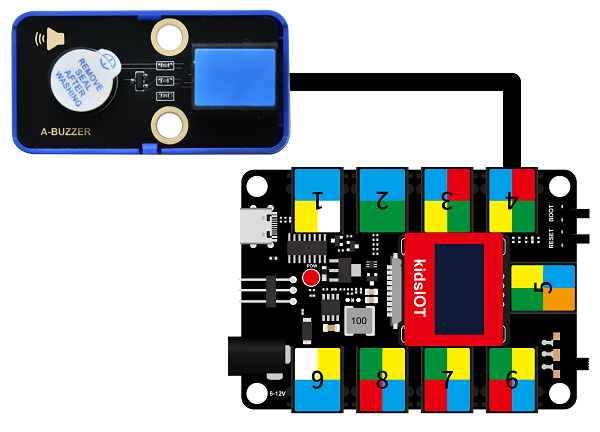 REMOVE
SEAL
AFTER
WASHING
A-BUZZER
1
2
3
4
BOOT
RESET
POW
kidsIOT
5
100
9
8
7
6
6-12V